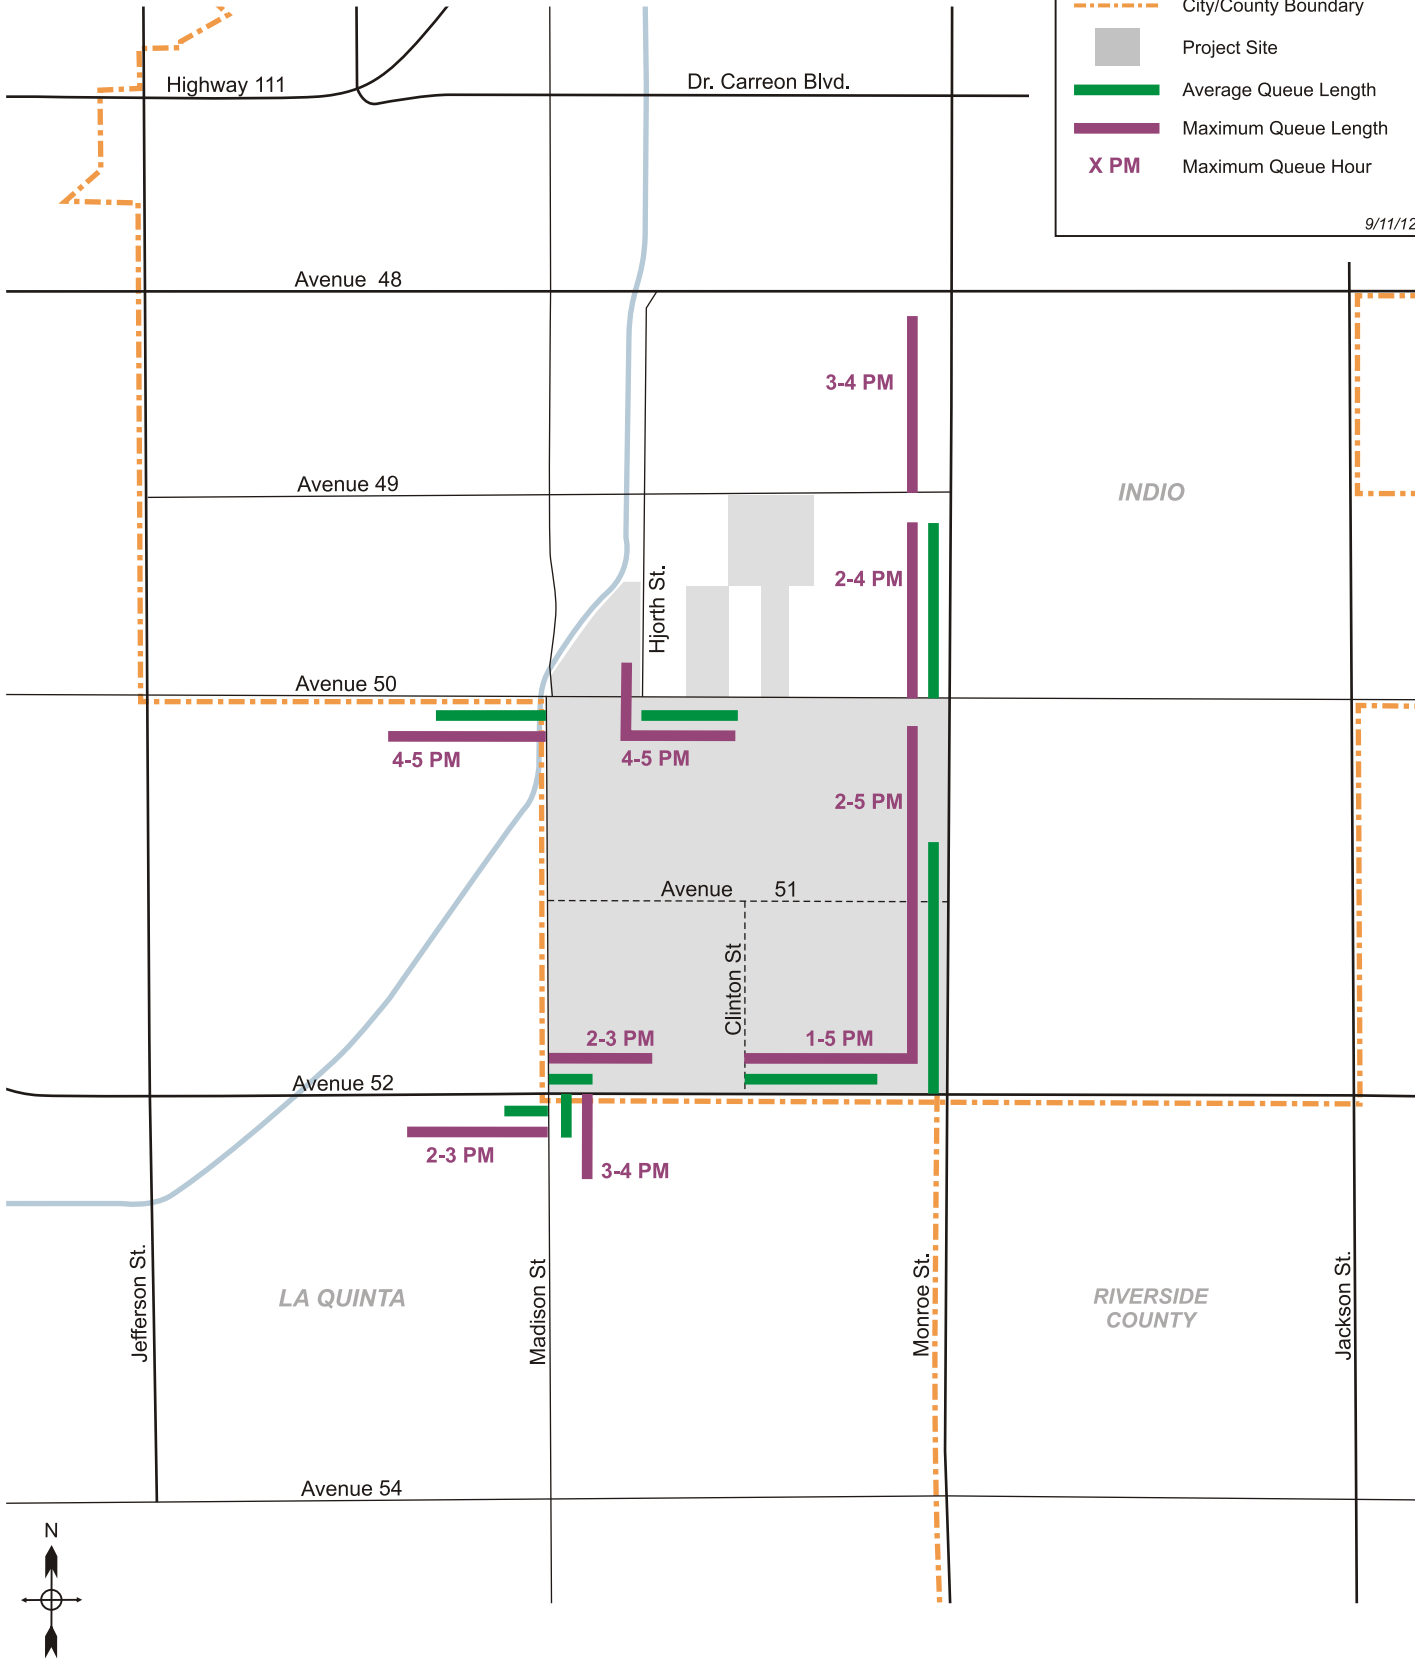 City/County Boundary
Project Site
Average Queue Length
Maximum Queue Length
X PM Maximum Queue Hour
9/11/12
Highway 111
Dr. Carreon Blvd.
Avenue 48
3-4 PM
Avenue 49
INDIO
2-4 PM
Hjorth St.
Avenue 50
4-5 PM
4-5 PM
2-5 PM
Avenue 51
Clinton St
2-3 PM
1-5 PM
Avenue 52
2-3 PM
3-4 PM
Jefferson St.
LA QUINTA
Madison St
Monroe St.
RIVERSIDE
COUNTY
Jackson St.
Avenue 54
N